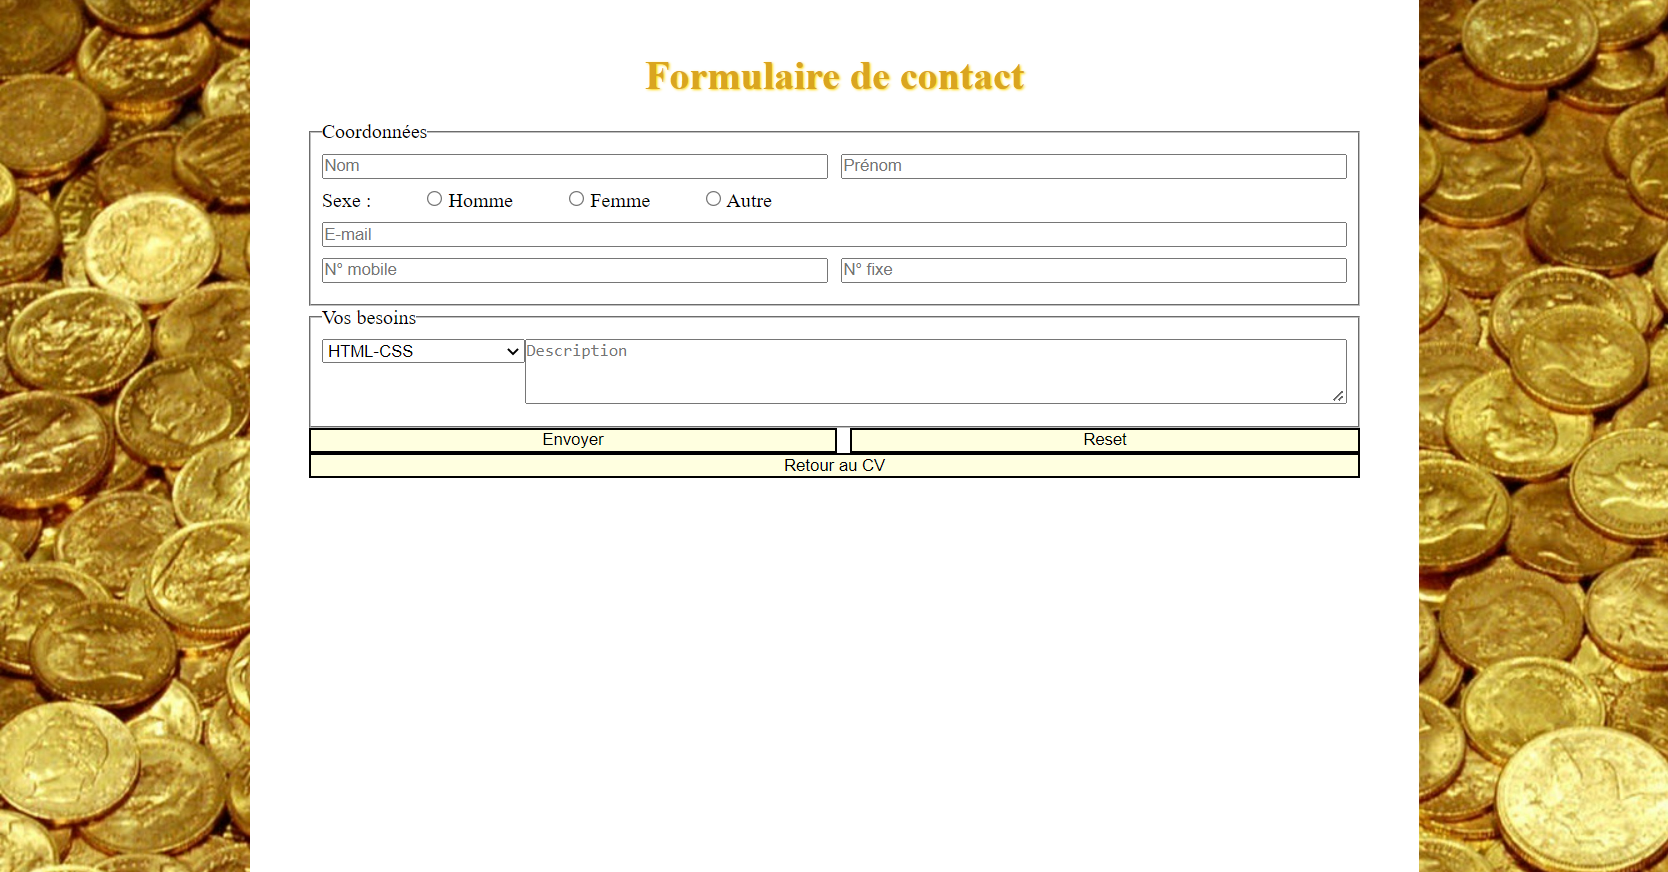 Formulaire de contact
Coordonnées
Nom Prénom
Sexe : Homme Femme Autre
E-mail
N° mobile N° fixe
Vos besoins
HTML-CSS Description
Envoyer Reset
Retour au CV